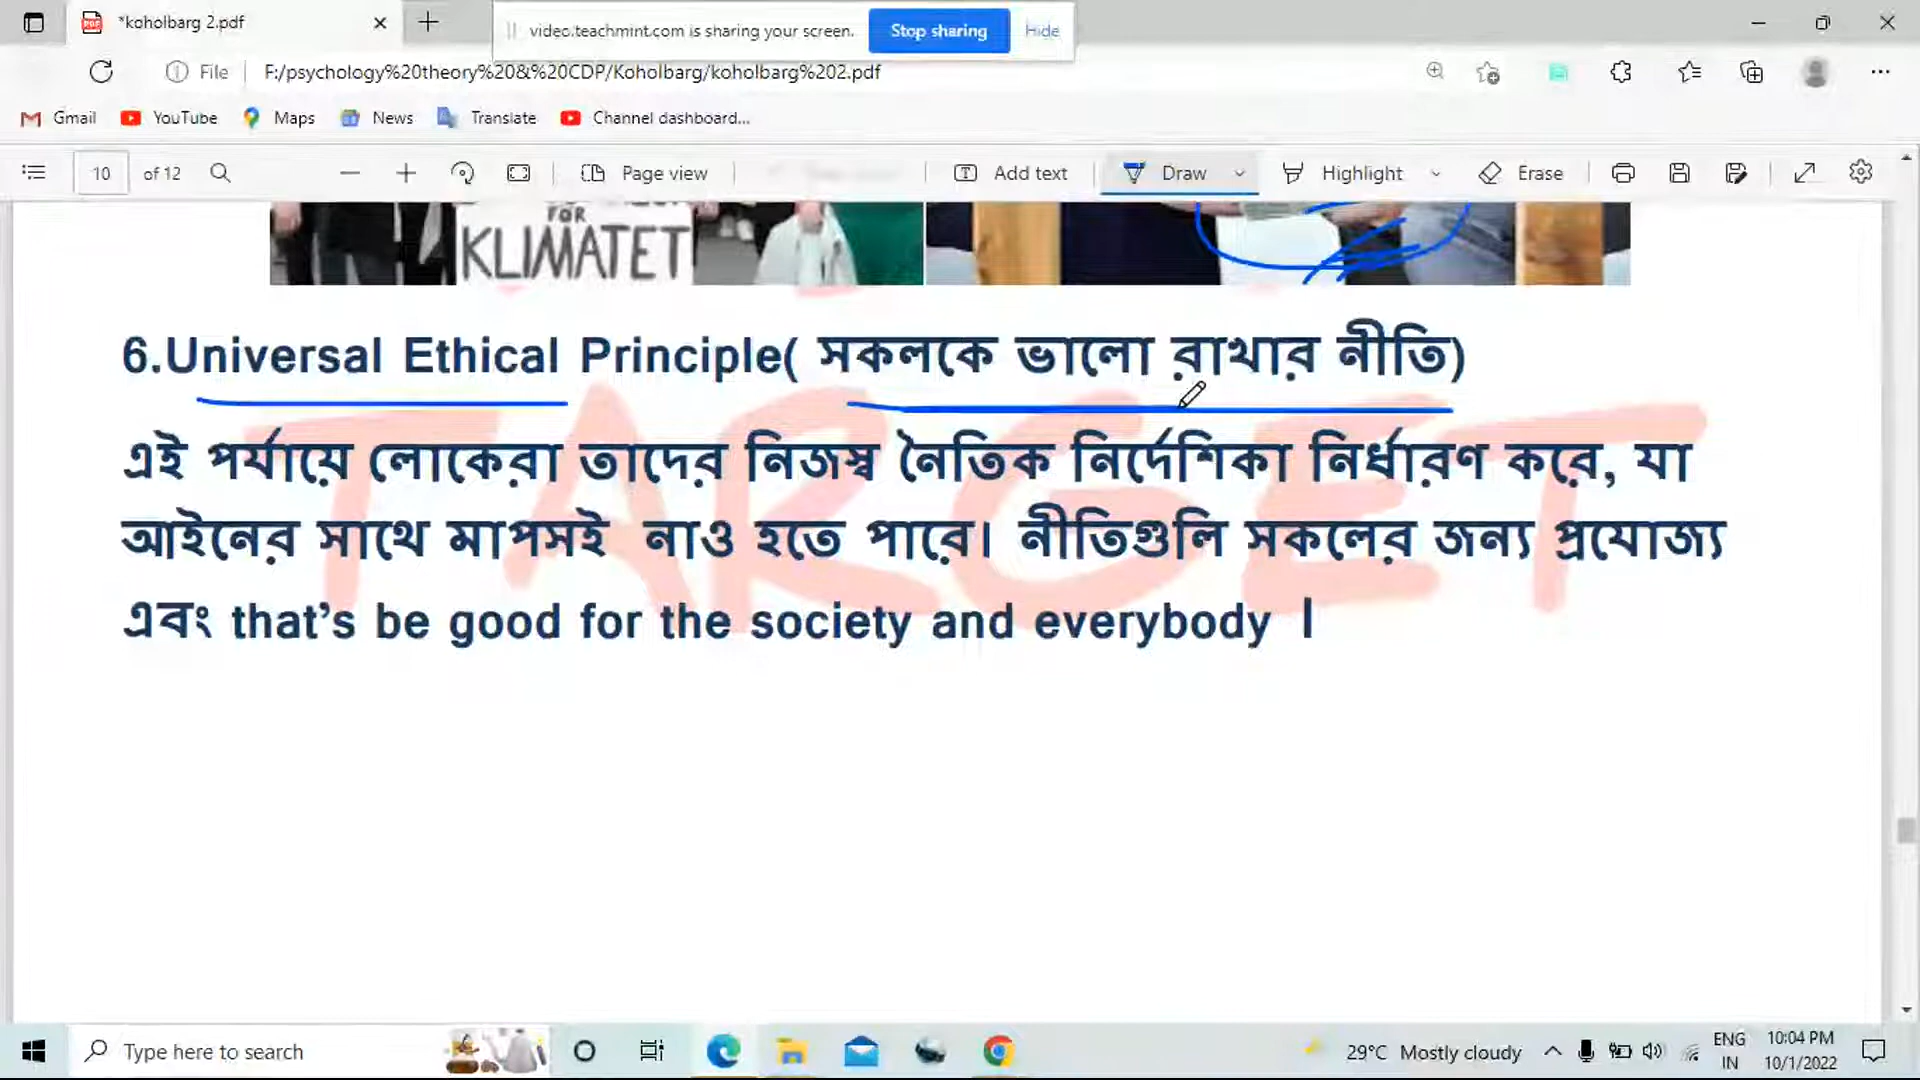 *koholbarg 2.pdf
video.teachmint.com is sharing your screen. Stop sharing Hide
File F:/psychology%20theory%20&%20CDP/Koholbarg/koholbarg%202.pdf
Gmail YouTube Maps News Translate Channel dashboard...
10 of 12 Page view Add text Draw Highlight Erase
FOR
KLIMATET
6.Universal Ethical Principle( সকলকে ভালো রাখার নীতি)
এই পর্যায়ে লোকেরা তাদের নিজস্ব নৈতিক নির্দেশিকা নির্ধারণ করে, যা
আইনের সাথে মাপসই নাও হতে পারে। নীতিগুলি সকলের জন্য প্রযোজ্য
এবং that's be good for the society and everybody ।
TARGET
Type here to search 29°C Mostly cloudy ENG IN 10:04 PM 10/1/2022